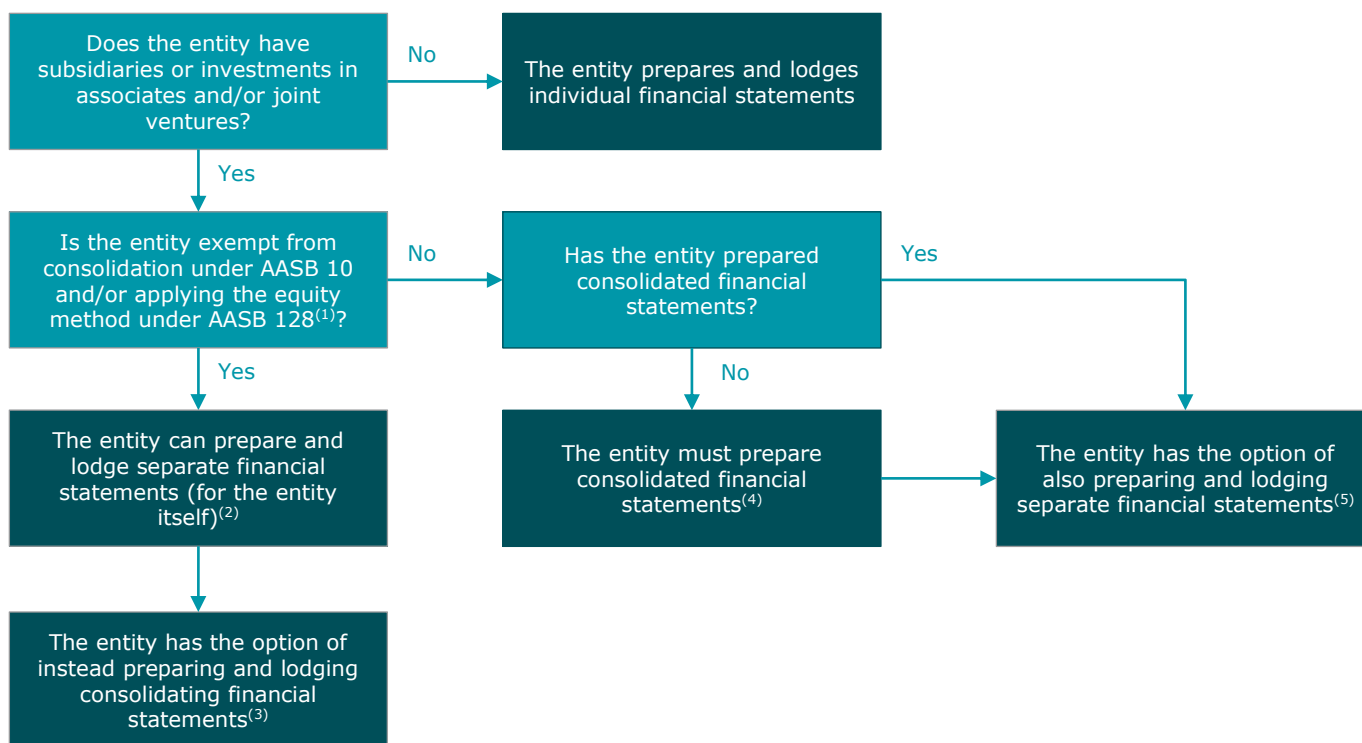 Does the entity have
subsidiaries or investments in
associates and/or joint
ventures?
No
The entity prepares and lodges
individual financial statements
Yes
Is the entity exempt from
consolidation under AASB 10
and/or applying the equity
method under AASB 128(1)?
No
Has the entity prepared
consolidated financial
statements?
Yes
Yes
No
The entity can prepare and
lodge separate financial
statements (for the entity
itself)(2)
The entity must prepare
consolidated financial
statements(4)
The entity has the option of
also preparing and lodging
separate financial statements(5)
The entity has the option of
instead preparing and lodging
consolidating financial
statements(3)